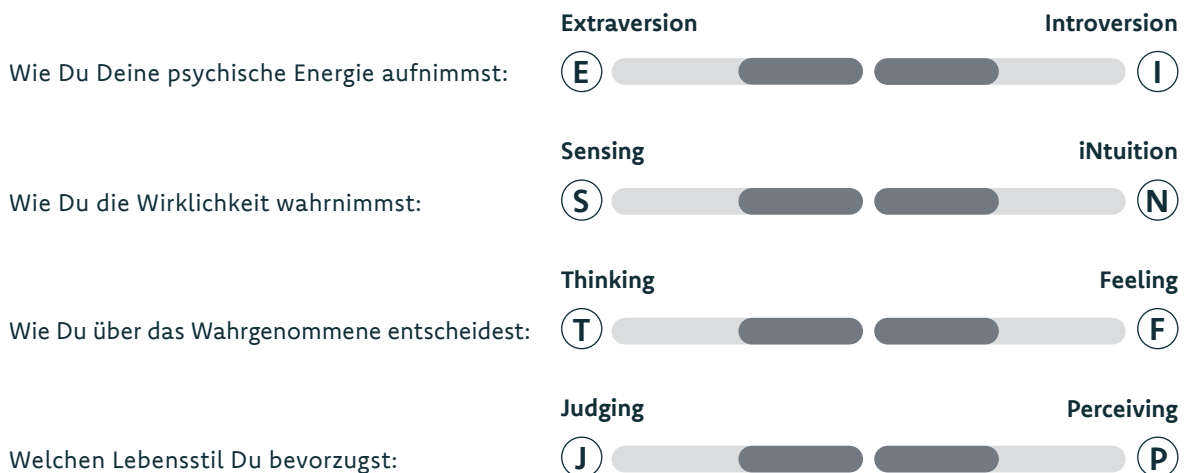 Extraversion Introversion
Wie Du Deine psychische Energie aufnimmst: E I
Sensing iNtuition
Wie Du die Wirklichkeit wahrnimmst: S N
Thinking Feeling
Wie Du über das Wahrgenommene entscheidest: T F
Judging Perceiving
Welchen Lebensstil Du bevorzugst: J P